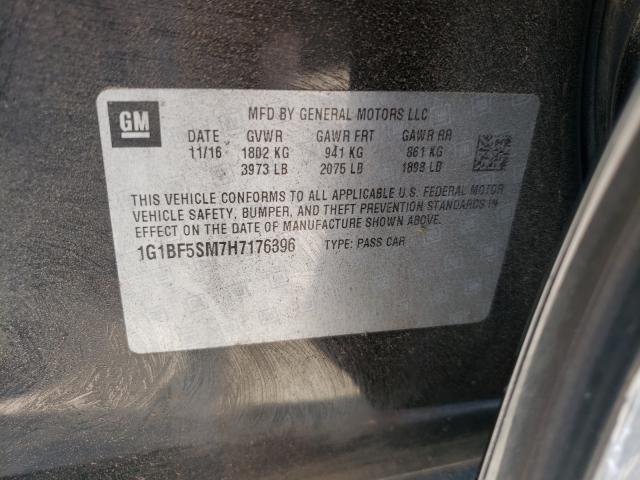 GM
MFD BY GENERAL MOTORS LLC
DATE GVWR GAWR FRT GAWR RR
11/16 1802 KG 941 KG 861 KG
3973 LB 2075 LB 1898 LB
THIS VEHICLE CONFORMS TO ALL APPLICABLE U.S. FEDERAL MOTOR
VEHICLE SAFETY, BUMPER, AND THEFT PREVENTION STANDARDS IN
EFFECT ON THE DATE OF MANUFACTURE SHOWN ABOVE.
1G1BF5SM7H7176396 TYPE: PASS CAR